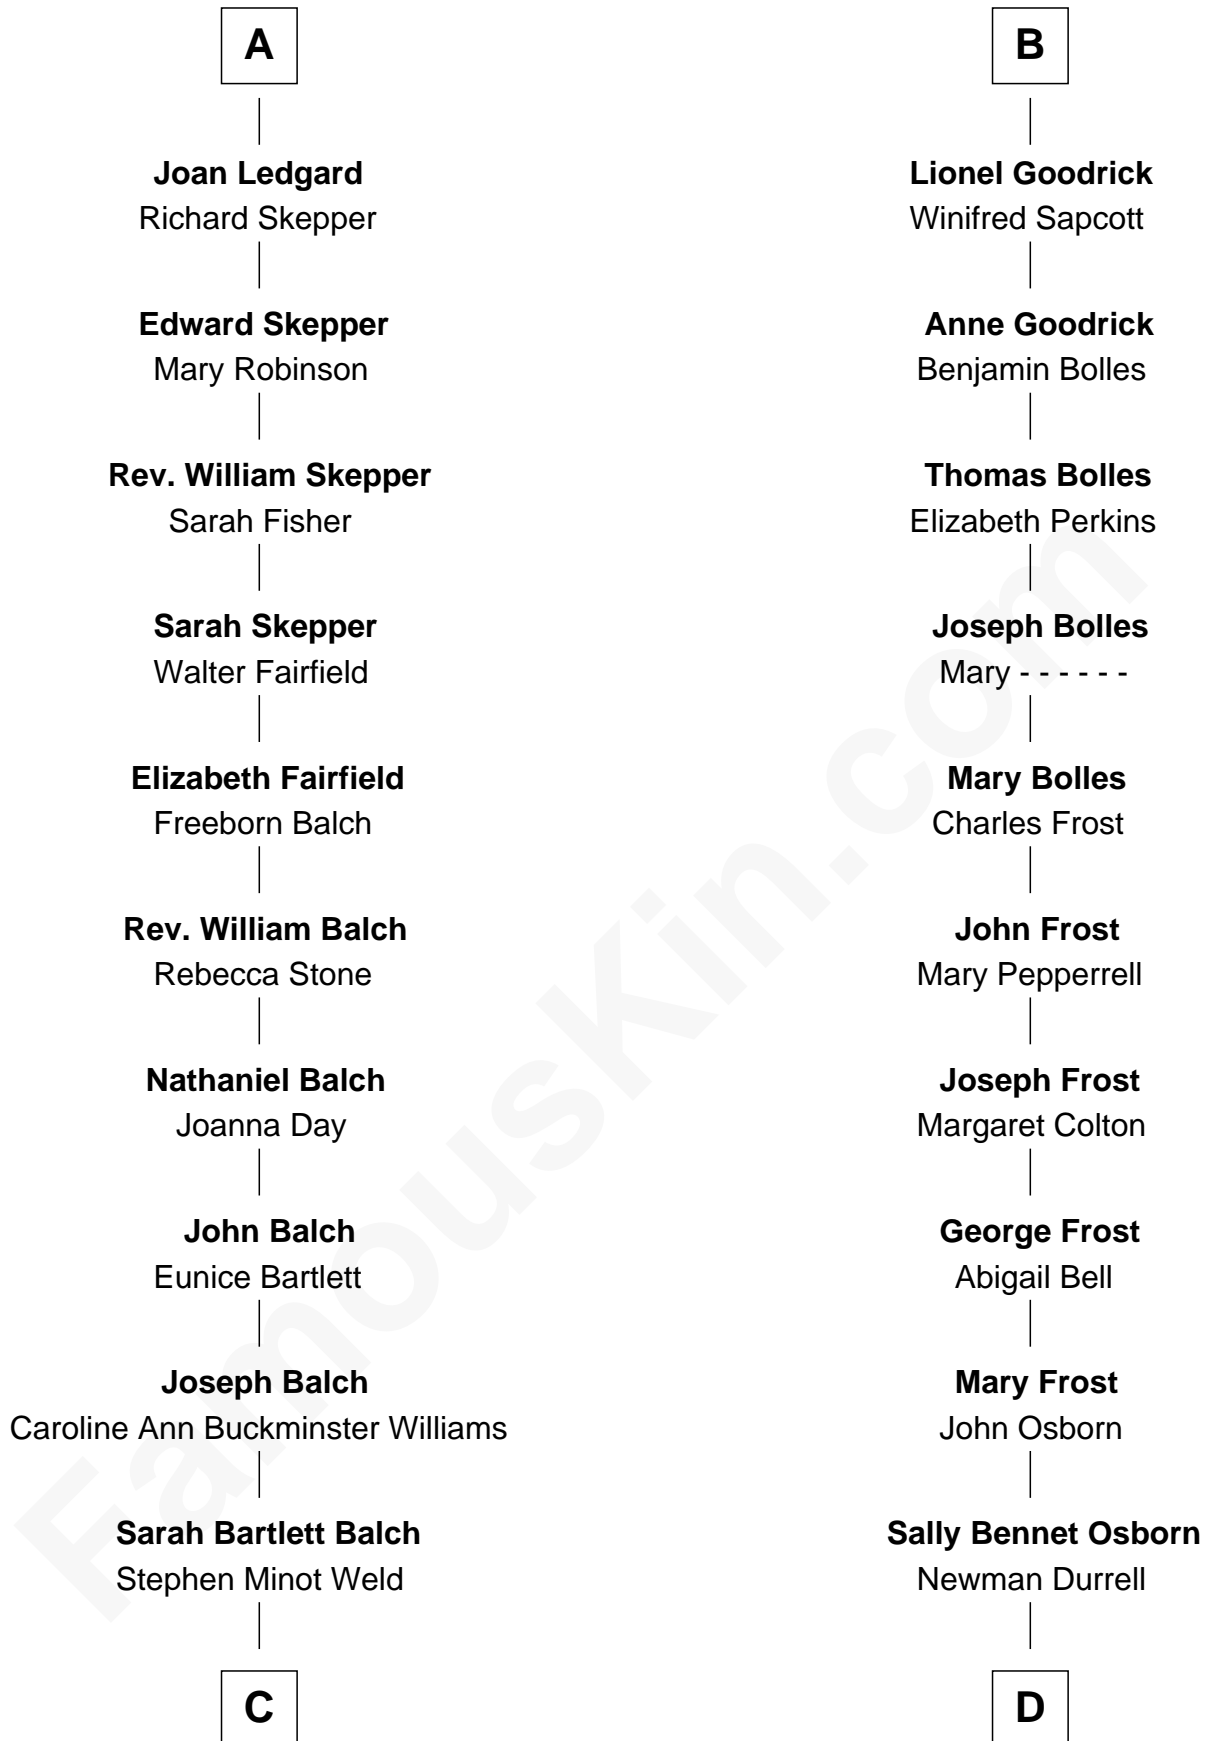 A
Joan Ledgard
Richard Skepper
Edward Skepper
Mary Robinson
Rev. William Skepper
Sarah Fisher
Sarah Skepper
Walter Fairfield
Elizabeth Fairfield
Freeborn Balch
Rev. William Balch
Rebecca Stone
Nathaniel Balch
Joanna Day
John Balch
Eunice Bartlett
Joseph Balch
Caroline Ann Buckminster Williams
Sarah Bartlett Balch
Stephen Minot Weld
C
B
Lionel Goodrick
Winifred Sapcott
Anne Goodrick
Benjamin Bolles
Thomas Bolles
Elizabeth Perkins
Joseph Bolles
Mary - - - - - -
Mary Bolles
Charles Frost
John Frost
Mary Pepperrell
Joseph Frost
Margaret Colton
George Frost
Abigail Bell
Mary Frost
John Osborn
Sally Bennet Osborn
Newman Durrell
D
FamousKin.com